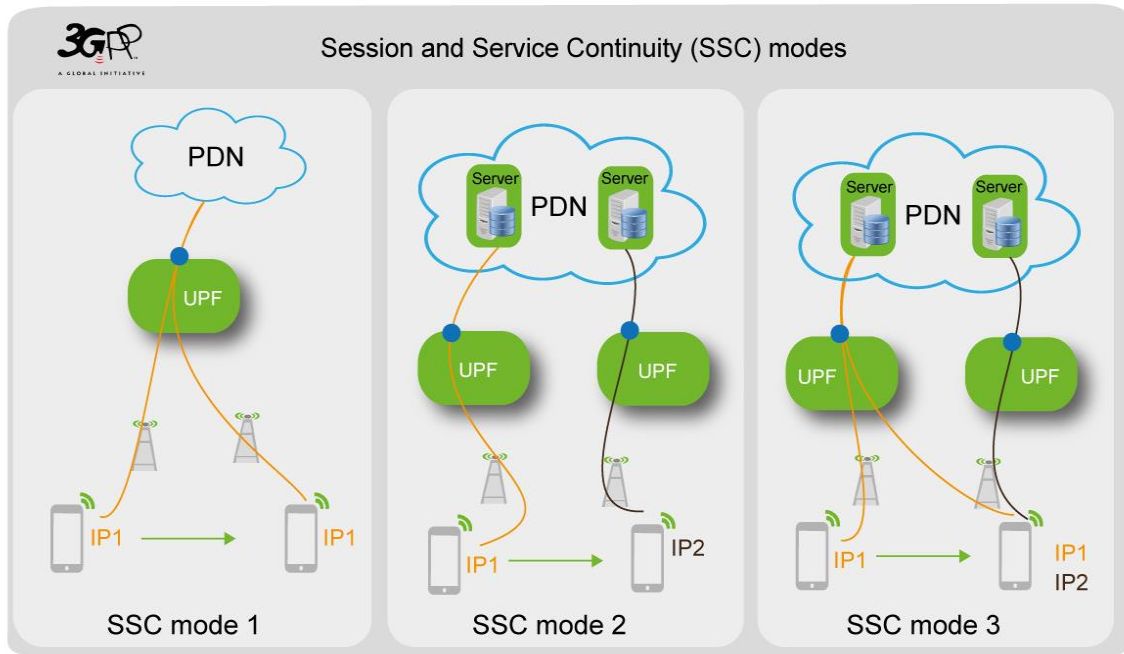 3GPP
A GLOBAL INITIATIVE
Session and Service Continuity (SSC) modes
PDN
UPF
IP1
IP1
SSC mode 1
Server
Server
PDN
UPF
UPF
IP1
IP2
SSC mode 2
Server
Server
PDN
UPF
UPF
IP1
IP1
IP2
SSC mode 3